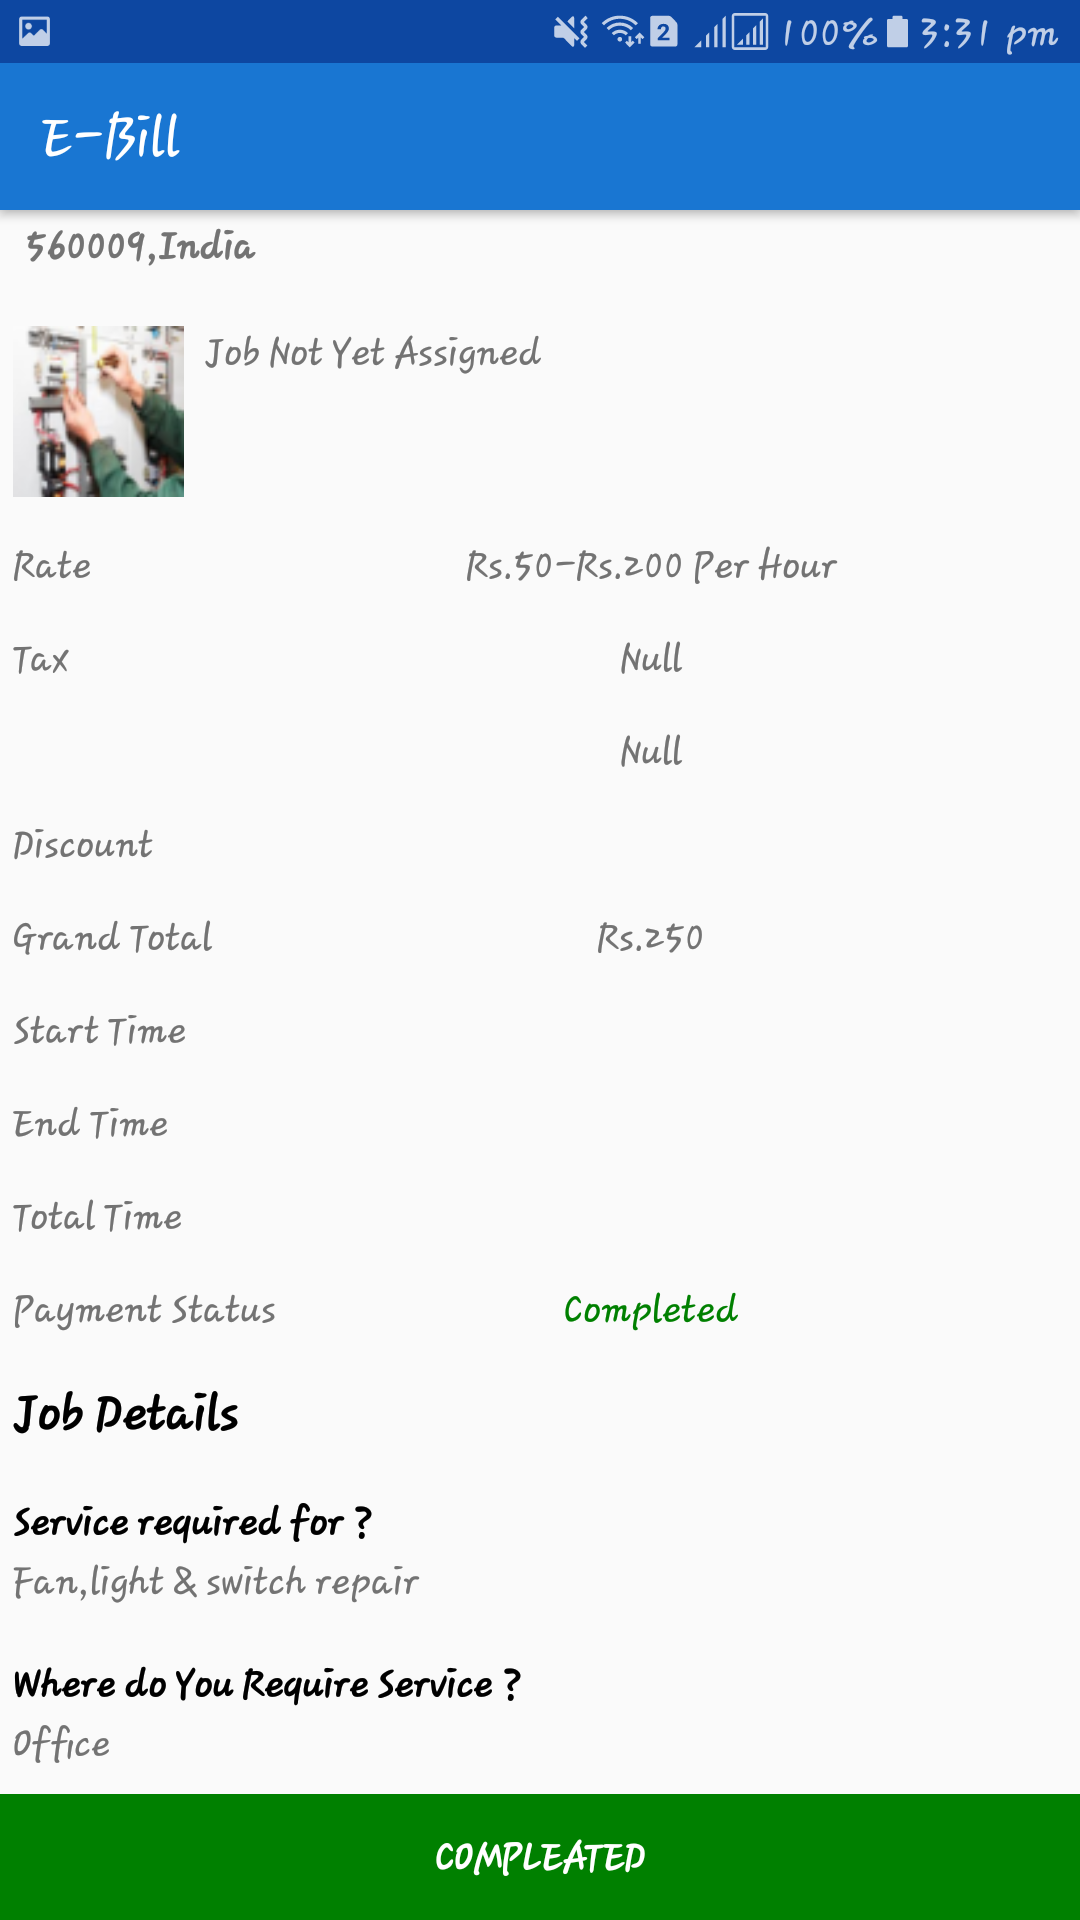 2 100% 3:31 pm
E-Bill
560009,India
Job Not Yet Assigned
Rate Rs.50-Rs.200 Per Hour
Tax Null
Null
Discount
Grand Total Rs.250
Start Time
End Time
Total Time
Payment Status Completed
Job Details
Service required for ?
Fan,light & switch repair
Where do You Require Service ?
Office
COMPLEATED